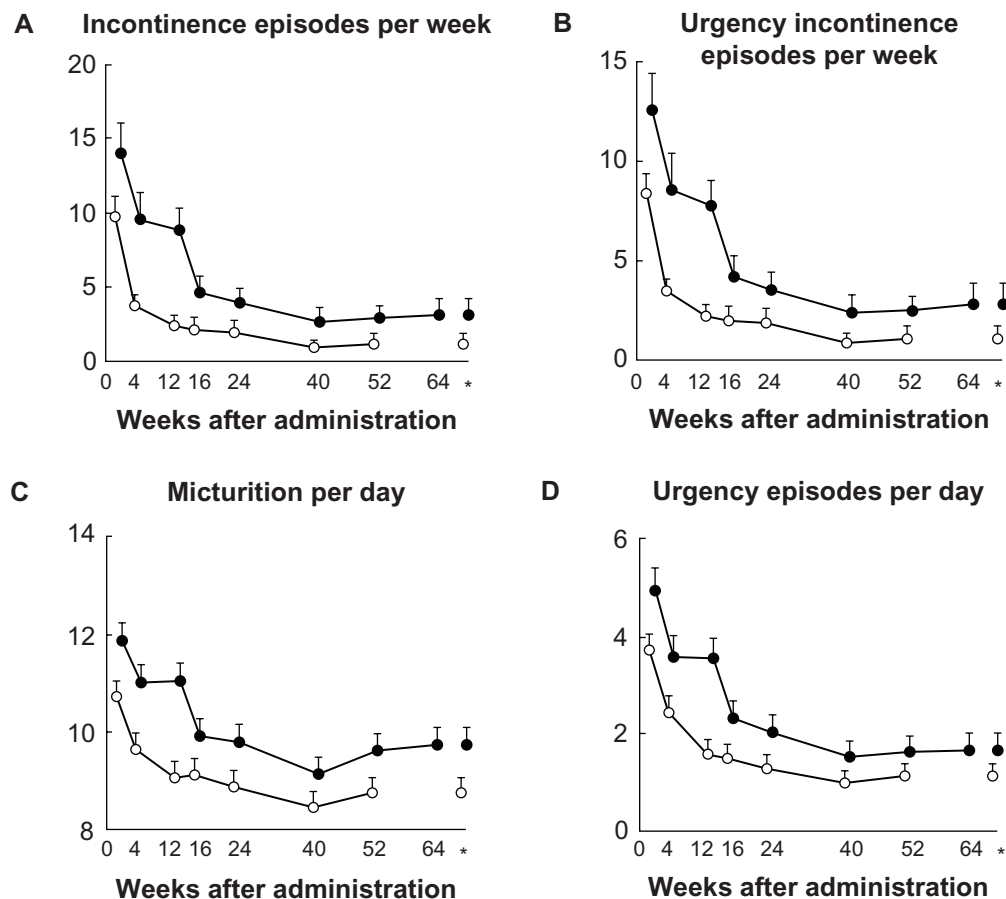 A Incontinence episodes per week
20
15
10
5
0
0 4 12 16 24 40 52 64 *
Weeks after administration
B Urgency incontinence
episodes per week
15
10
5
0
0 4 12 16 24 40 52 64 *
Weeks after administration
C Micturition per day
14
12
10
8
0 4 12 16 24 40 52 64 *
Weeks after administration
D Urgency episodes per day
6
4
2
0
0 4 12 16 24 40 52 64 *
Weeks after administration